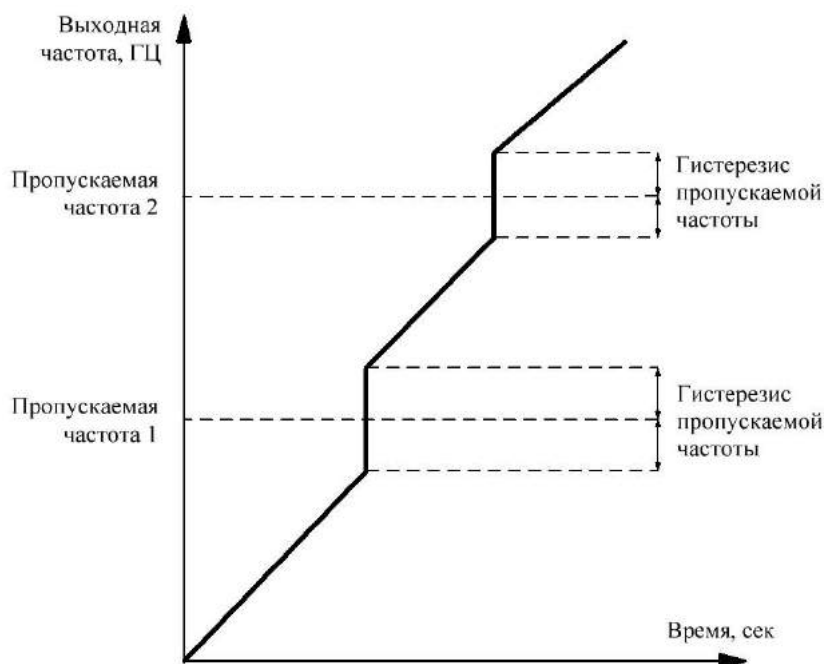 Выходная
частота, ГЦ
Пропускаемая
частота 2
Гистерезис
пропускаемой
частоты
Пропускаемая
частота 1
Гистерезис
пропускаемой
частоты
Время, сек